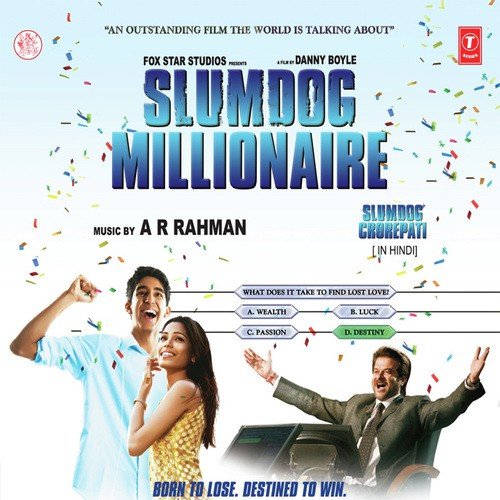 "AN OUTSTANDING FILM THE WORLD IS TALKING ABOUT"
T
SERIES
FOX STAR STUDIOS PRESENTS A FILM BY DANNY BOYLE
SLUMDOG
MILLIONAIRE
MUSIC BY A R RAHMAN
SLUMDOG
CROREPATI
[ IN HINDI]
WHAT DOES IT TAKE TO FIND LOST LOVE?
A. WEALTH B. LUCK
C. PASSION D. DESTINY
BORN TO LOSE. DESTINED TO WIN.